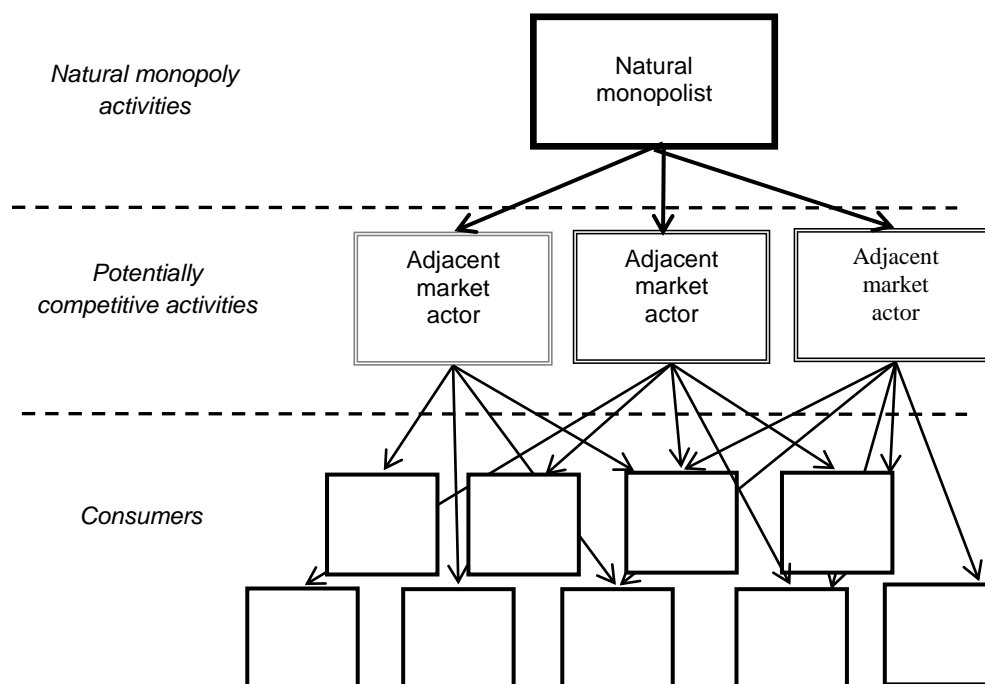 Natural monopoly
activities
Natural
monopolist
Potentially
competitive activities
Adjacent
market
actor
Adjacent
market
actor
Adjacent
market
actor
Consumers